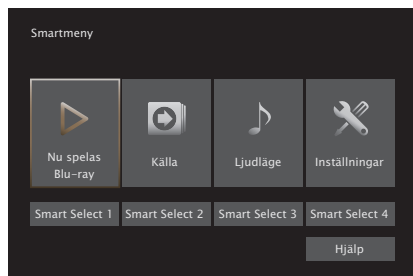 Smartmeny
Nu spelas
Blu-ray
Källa
Ljudläge
Inställningar
Smart Select 1
Smart Select 2
Smart Select 3
Smart Select 4
Hjälp